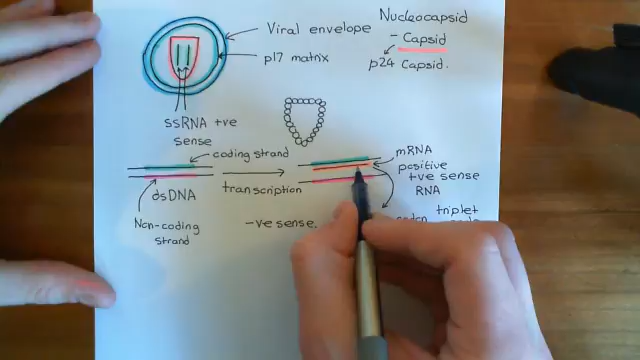 Nucleocapsid
- Capsid
p24 Capsid.
Viral envelope
p17 matrix
ssRNA +ve
sense
coding strand
dsDNA
Non-coding
strand
transcription
mRNA
positive
+ve sense
RNA
-ve sense.
codon
triplet